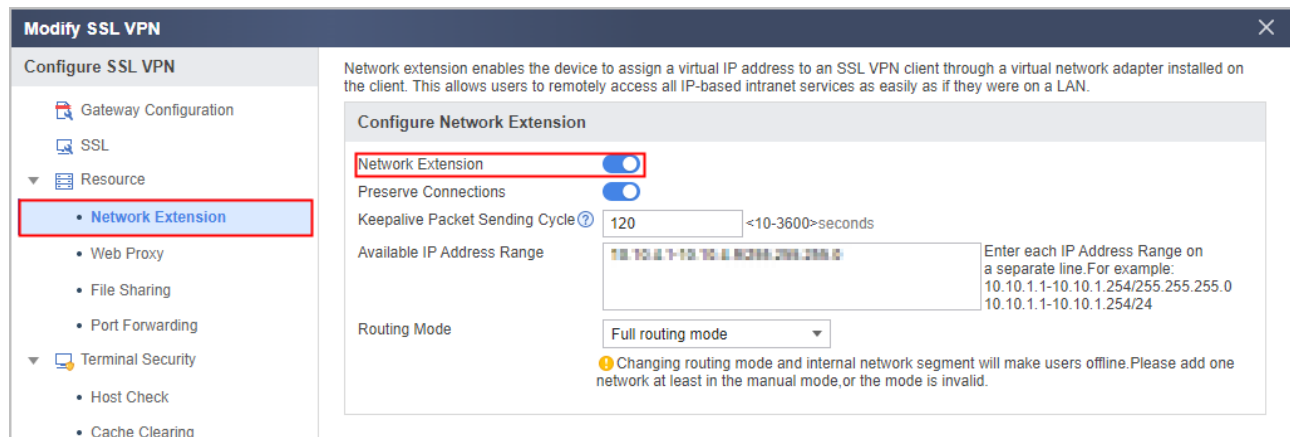 Modify SSL VPN
Configure SSL VPN
Gateway Configuration
SSL
Resource
Network Extension
Web Proxy
File Sharing
Port Forwarding
Terminal Security
Host Check
Cache Clearing
Network extension enables the device to assign a virtual IP address to an SSL VPN client through a virtual network adapter installed on
the client. This allows users to remotely access all IP-based intranet services as easily as if they were on a LAN.
Configure Network Extension
Network Extension
Preserve Connections
Keepalive Packet Sending Cycle
120
<10-3600>seconds
Available IP Address Range
Enter each IP Address Range on
a separate line.For example:
10.10.1.1-10.10.1.254/255.255.255.0
10.10.1.1-10.10.1.254/24
Routing Mode
Full routing mode
Changing routing mode and internal network segment will make users offline.Please add one
network at least in the manual mode,or the mode is invalid.